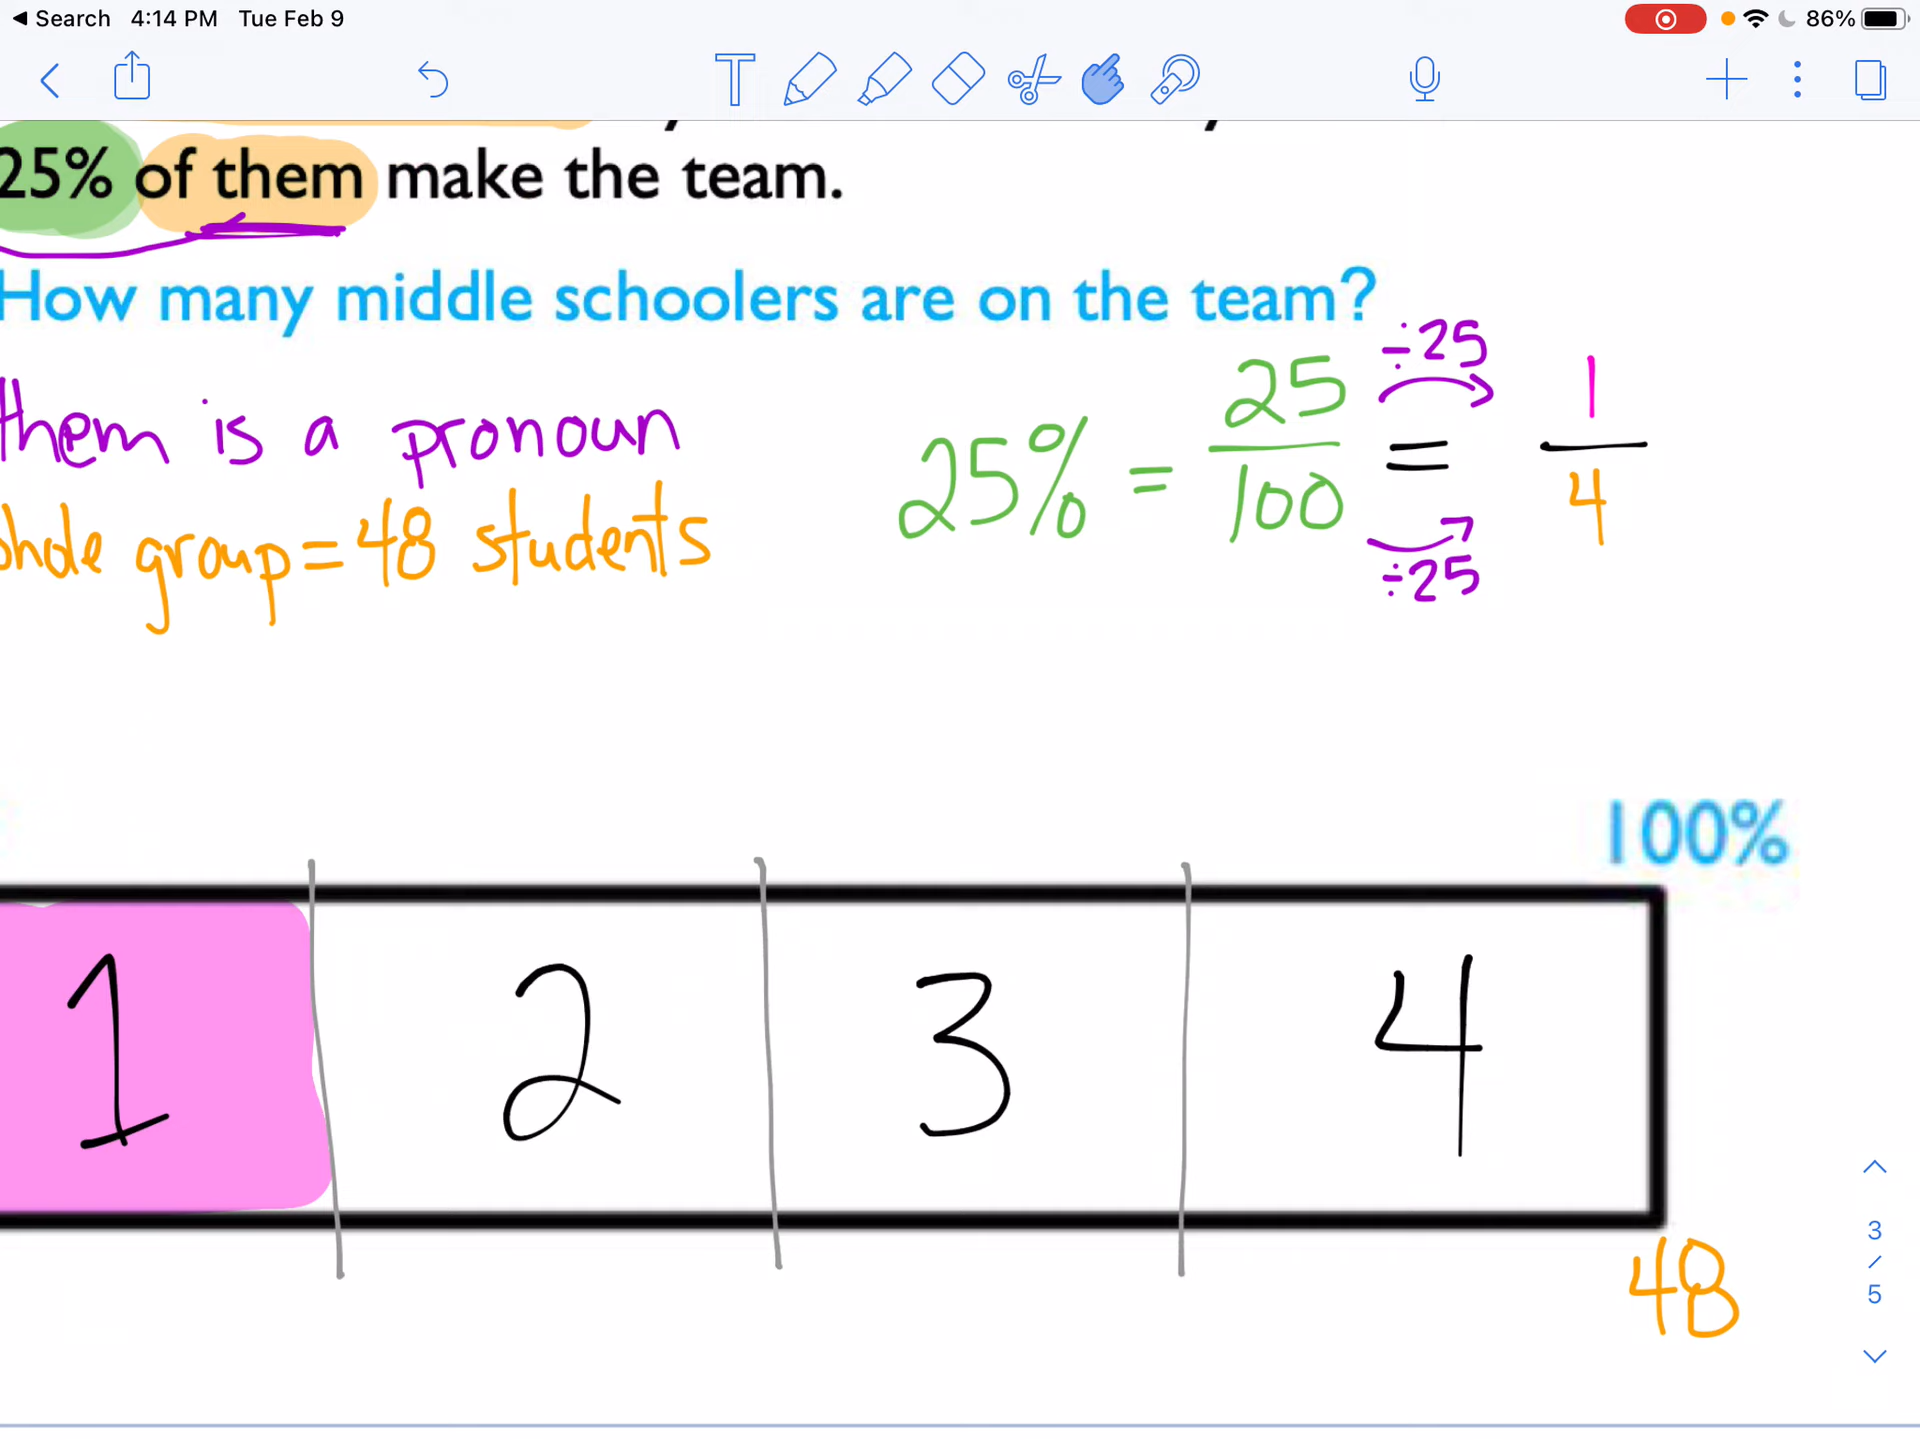 Search 4:14 PM Tue Feb 9 86%
25% of them make the team.
How many middle schoolers are on the team?
them is a pronoun
group = 48 students
25% = 25/100 = 1/4
÷25
÷25
100%
1 2 3 4
48
3
/
5